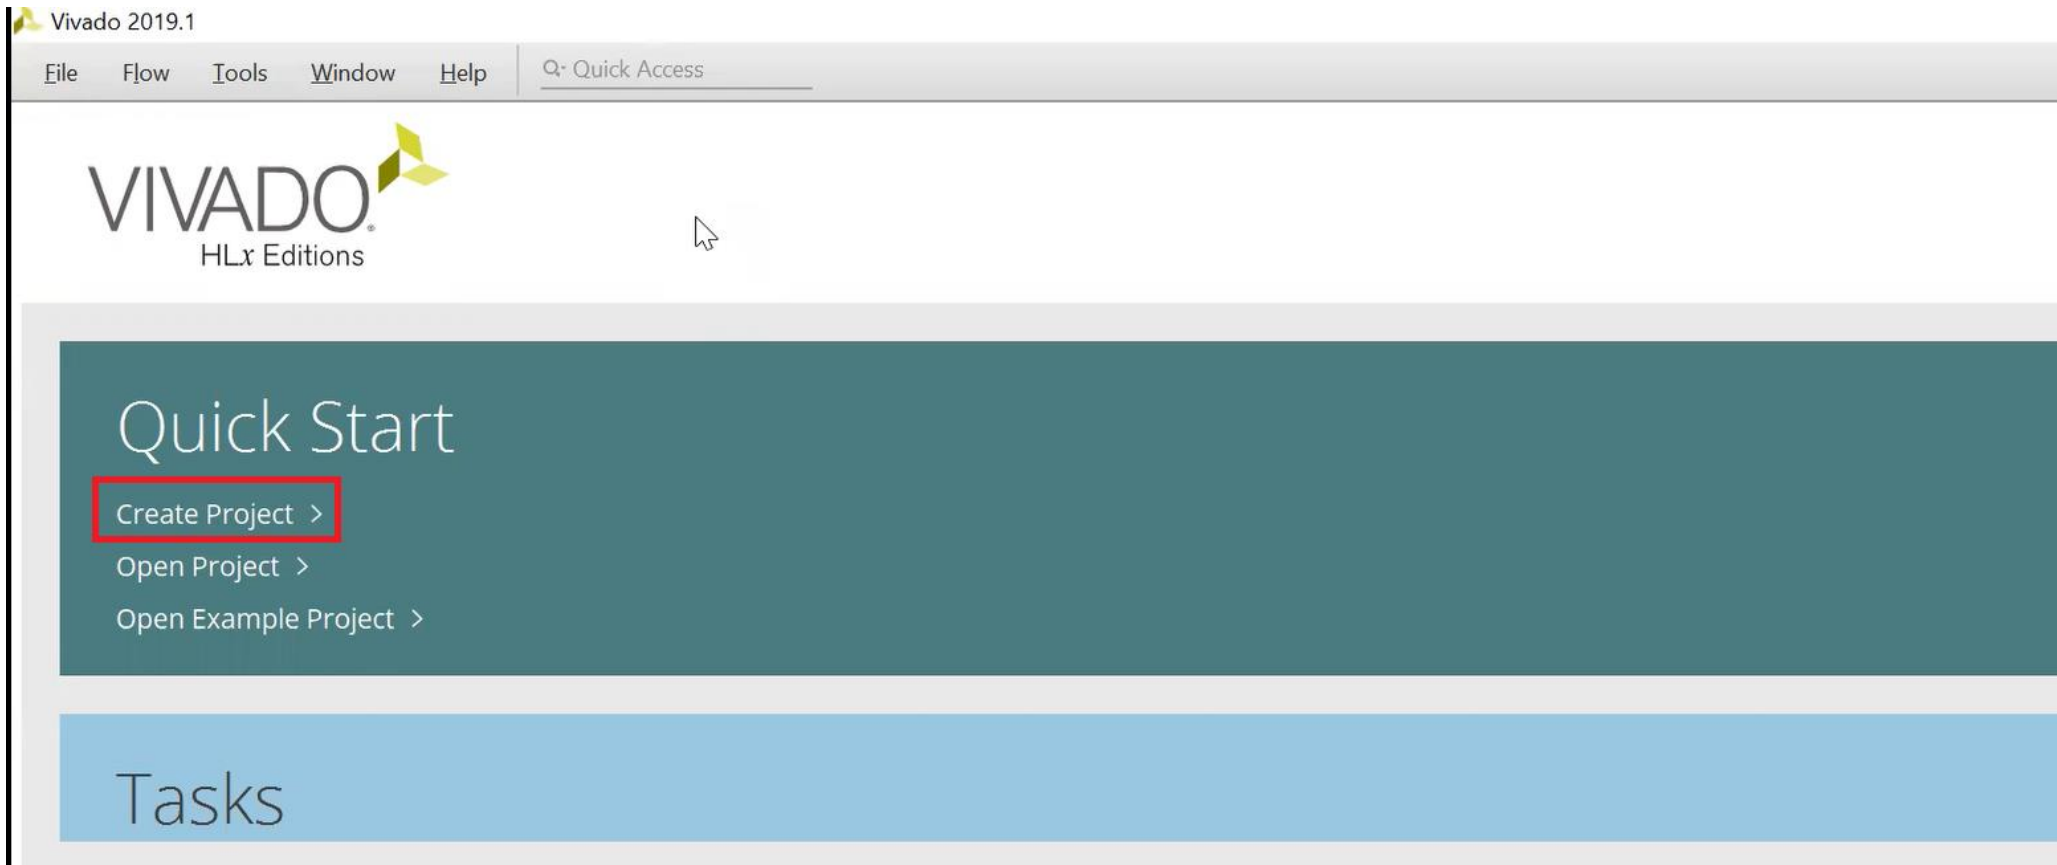 Vivado 2019.1
File Flow Tools Window Help Quick Access
VIVADO®
HLx Editions
Quick Start
Create Project >
Open Project >
Open Example Project >
Tasks